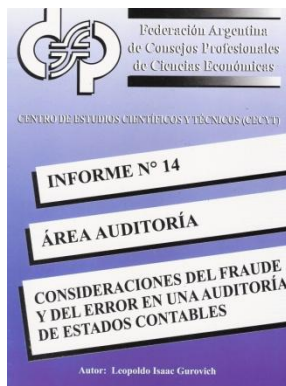 Federación Argentina
de Consejos Profesionales
de Ciencias Económicas
CENTRO DE ESTUDIOS CIENTÍFICOS Y TÉCNICOS (CECYT)
INFORME Nº 14
ÁREA AUDITORÍA
CONSIDERACIONES DEL FRAUDE
Y DEL ERROR EN UNA AUDITORÍA
DE ESTADOS CONTABLES
Autor: Leopoldo Isaac Gurovich